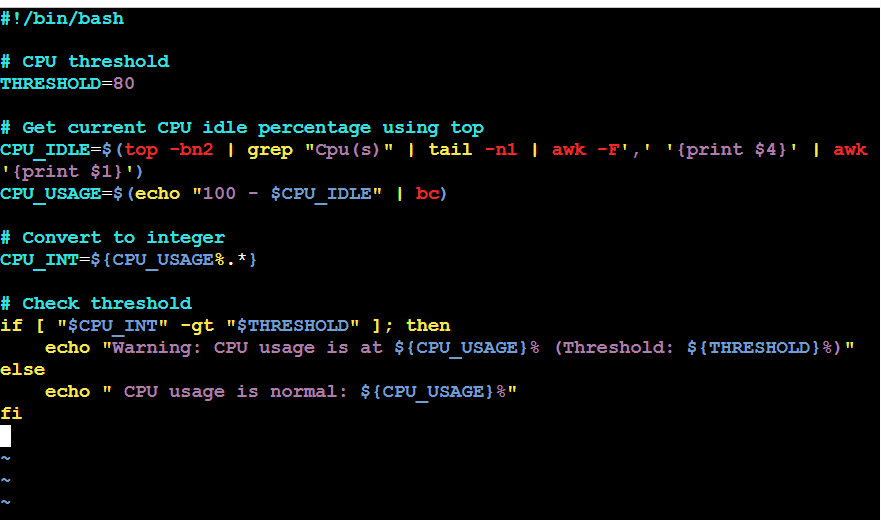 #!/bin/bash
# CPU threshold
THRESHOLD=80
# Get current CPU idle percentage using top
CPU_IDLE=$(top -bn2 | grep "Cpu(s)" | tail -n1 | awk -F',' '{print $4}' | awk
'{print $1}')
CPU_USAGE=$(echo "100 - $CPU_IDLE" | bc)
# Convert to integer
CPU_INT=${CPU_USAGE%.*}
# Check threshold
if [ "$CPU_INT" -gt "$THRESHOLD" ]; then
    echo "Warning: CPU usage is at ${CPU_USAGE}% (Threshold: ${THRESHOLD}%)"
else
    echo " CPU usage is normal: ${CPU_USAGE}%"
fi
~
~
~